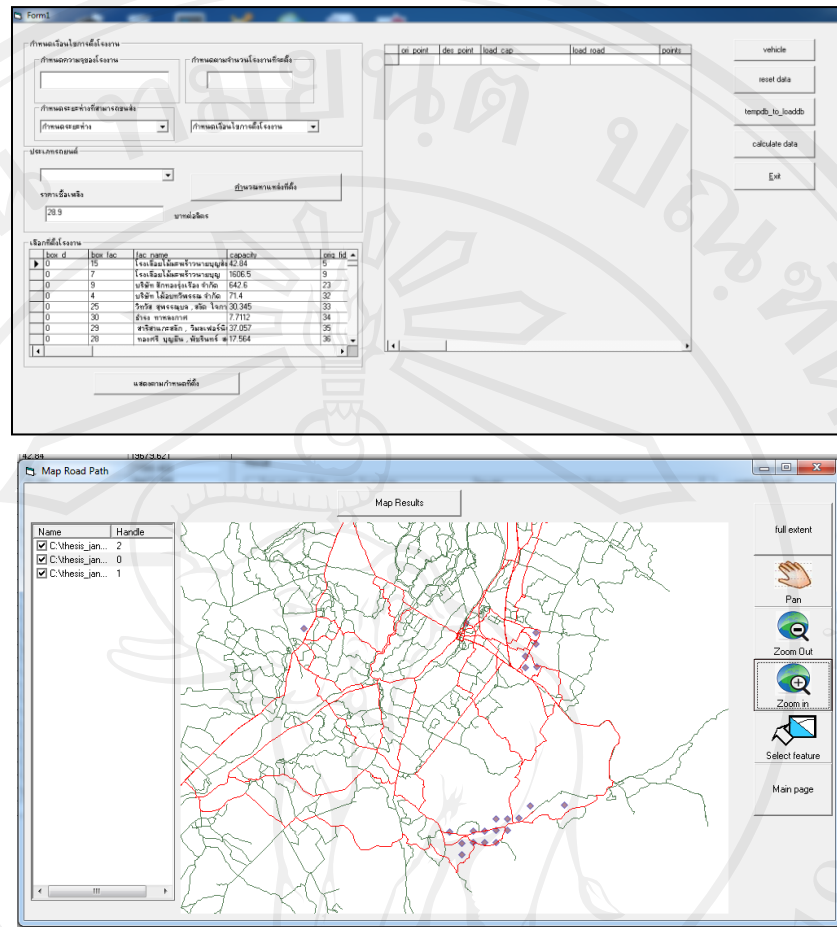 Form1
กำหนดเงื่อนไขการตั้งโรงงาน
กำหนดความจุของโรงงาน
กำหนดตามจำนวนโรงงานที่จะตั้ง
กำหนดระยะห่างที่สามารถขนส่ง
กำหนดระยะห่าง
กำหนดเงื่อนไขการตั้งโรงงาน
ประเภทรถยนต์
ราคาเชื้อเพลิง
คำนวณหาแหล่งที่ตั้ง
28.9
บาทต่อลิตร
เลือกที่ตั้งโรงงาน
box_d box_fac fac_name capacity orig_fid
0 15 42.84 5
0 7 1606.5 9
0 9 642.6 23
0 4 71.4 32
0 25 30.345 33
0 30 7.7112 34
0 29 37.057 35
0 28 17.564 36
แสดงตามกำหนดที่ตั้ง
ori_point des_point load_cap load_road points
vehicle
reset data
tempdb_to_loaddb
calculate data
Exit
42.84 19679.621
Map Road Path
Map Results
Name Handle
C:\thesis_jan... 2
C:\thesis_jan... 0
C:\thesis_jan... 1
full extent
Pan
Zoom Out
Zoom in
Select feature
Main page